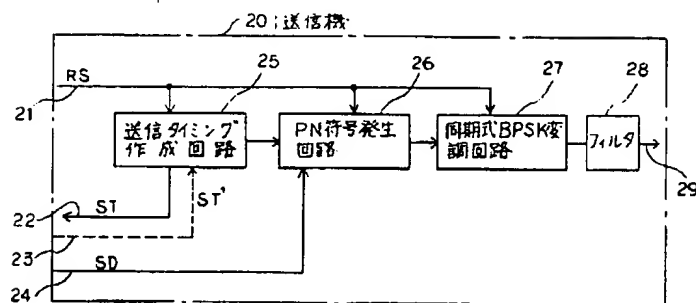 20;送信機
RS
21
25
送信タイミング
作成回路
26
PN符号発生
回路
27
同期式BPSK変
調回路
28
フィルタ
29
22
ST
ST'
23
SD
24